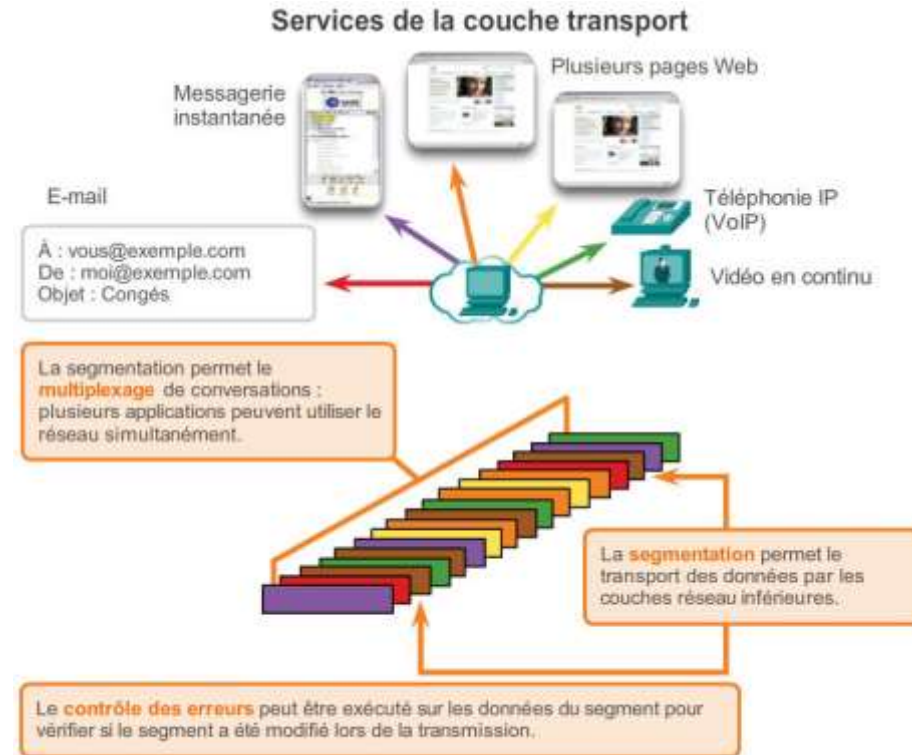 Services de la couche transport
Messagerie
instantanée
Plusieurs pages Web
E-mail
À : vous@exemple.com
De : moi@exemple.com
Objet : Congés
Téléphonie IP
(VoIP)
Vidéo en continu
La segmentation permet le
multiplexage de conversations :
plusieurs applications peuvent utiliser le
réseau simultanément.
La segmentation permet le
transport des données par les
couches réseau inférieures.
Le contrôle des erreurs peut être exécuté sur les données du segment pour
vérifier si le segment a été modifié lors de la transmission.